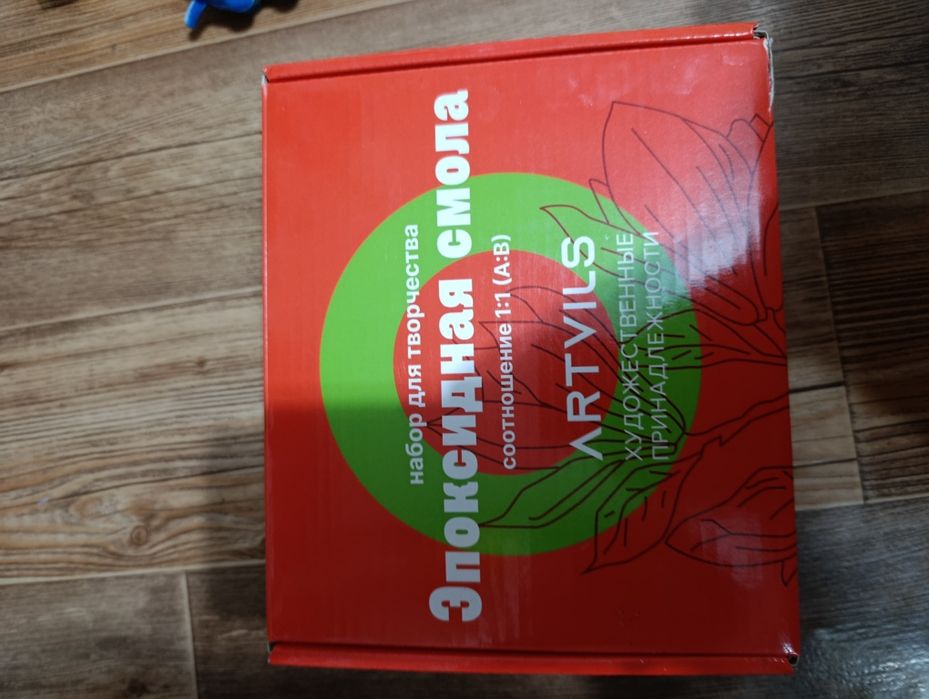 набор для творчества
Эпоксидная смола
соотношение 1:1 (А:В)
ARTVILS
ХУДОЖЕСТВЕННЫЕ
ПРИНАДЛЕЖНОСТИ